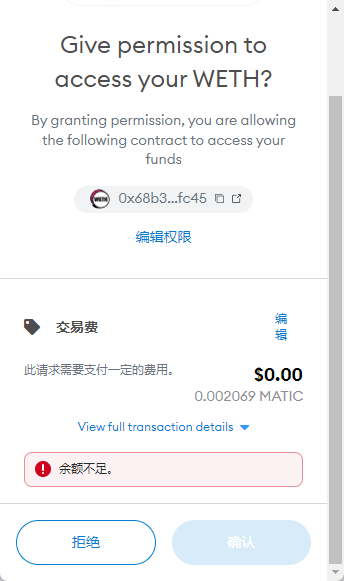 Give permission to
access your WETH?
By granting permission, you are allowing
the following contract to access your
funds
WETH 0x68b3...fc45
编辑权限
交易费 编
辑
此请求需要支付一定的费用。 $0.00
0.002069 MATIC
View full transaction details
余额不足。
拒绝 确认